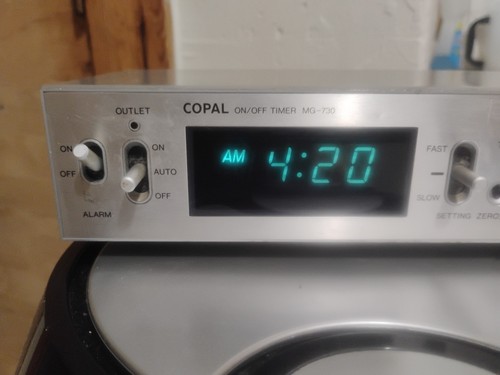 OUTLET
COPAL ON/OFF TIMER MG-730
ON
OFF
ON
AUTO
OFF
ALARM
AM 4:20
FAST
SLOW
SETTING ZERO